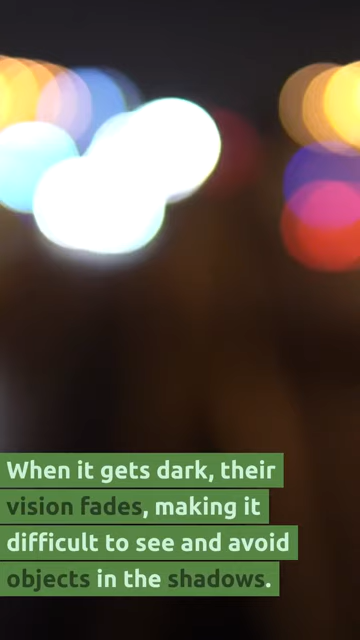 When it gets dark, their
vision fades, making it
difficult to see and avoid
objects in the shadows.